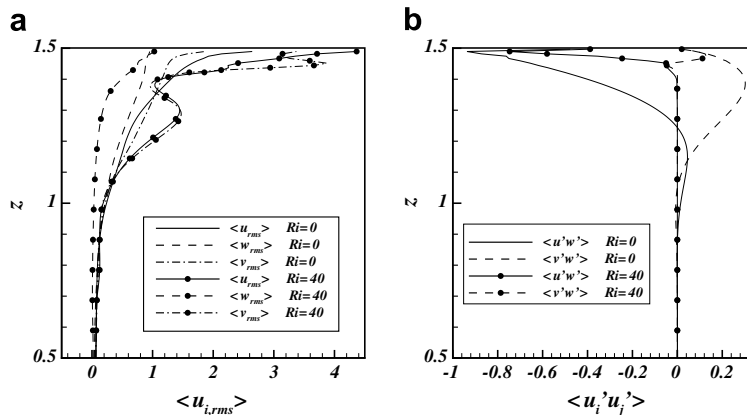 a
1.5
1
0.5
z
0
1
2
3
4
<u_{i,rms}>
<u_{rms}> Ri=0
<w_{rms}> Ri=0
<v_{rms}> Ri=0
<u_{rms}> Ri=40
<w_{rms}> Ri=40
<v_{rms}> Ri=40
b
1.5
1
0.5
z
-1
-0.8
-0.6
-0.4
-0.2
0
0.2
<u_i'u_j'>
<u'w'> Ri=0
<v'w'> Ri=0
<u'w'> Ri=40
<v'w'> Ri=40